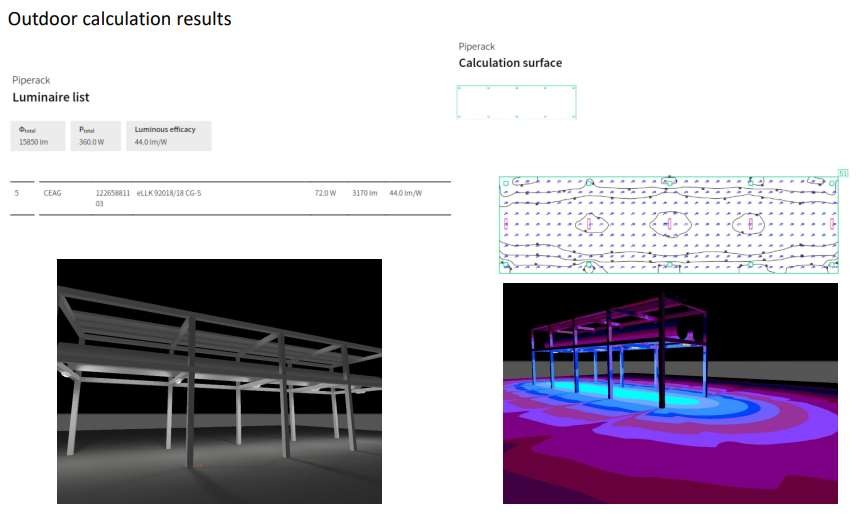 Outdoor calculation results
Piperack
Luminaire list
Φtotal
15850 lm
Ptotal
360.0 W
Luminous efficacy
44.0 lm/W
5 CEAG 122658811 eLLK 92018/18 CG-S 72.0 W 3170 lm 44.0 lm/W
03
Piperack
Calculation surface
S1